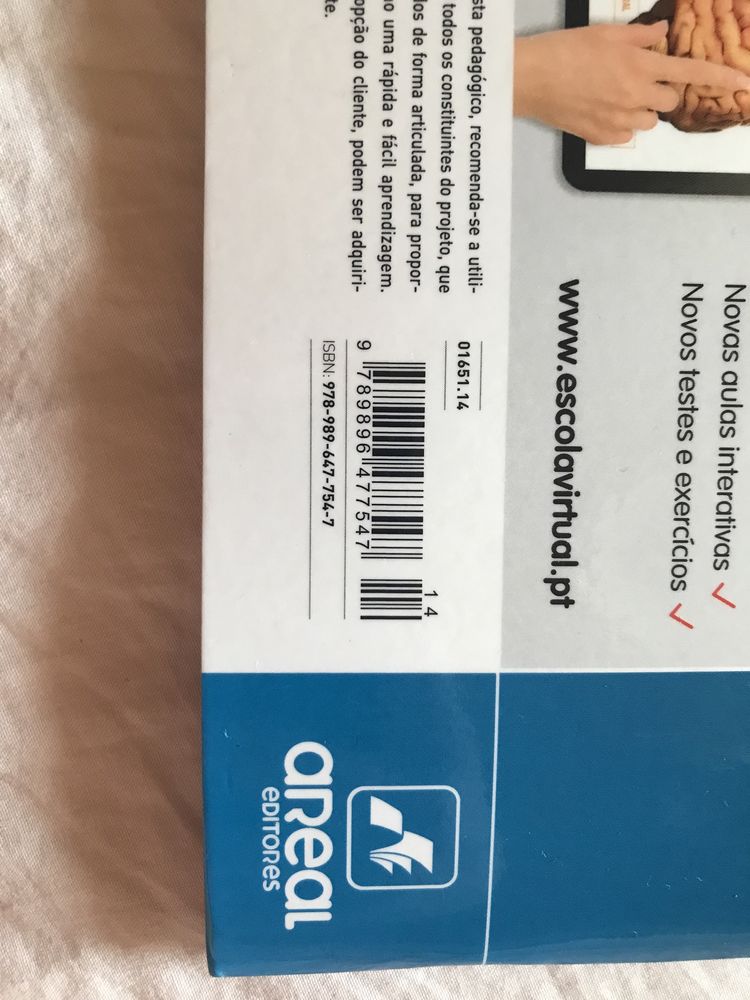 sta pedagógico, recomenda-se a utili-
todos os constituintes do projeto, que
los de forma articulada, para propor-
o uma rápida e fácil aprendizagem.
opção do cliente, podem ser adquiri-
te.
Novas aulas interativas
Novos testes e exercícios
www.escolavirtual.pt
01651.14
14
9 789896 477547
ISBN: 978-989-647-754-7
aReal
eDITORes